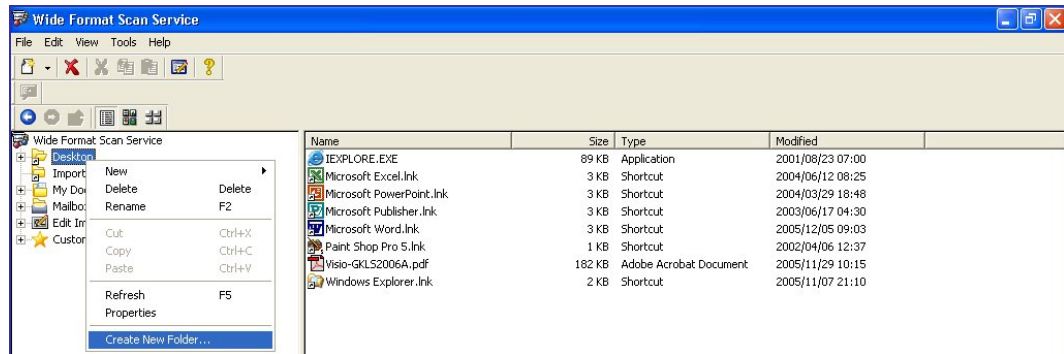 Wide Format Scan Service
File Edit View Tools Help
Wide Format Scan Service
Desktop
Import
My Do
Mailbo
Edit Im
Custor
New
Delete Delete
Rename F2
Cut Ctrl+X
Copy Ctrl+C
Paste Ctrl+V
Refresh F5
Properties
Create New Folder...
Name Size Type Modified
IEXPLORE.EXE 89 KB Application 2001/08/23 07:00
Microsoft Excel.lnk 3 KB Shortcut 2004/06/12 08:25
Microsoft PowerPoint.lnk 3 KB Shortcut 2004/03/29 18:48
Microsoft Publisher.lnk 3 KB Shortcut 2003/06/17 04:30
Microsoft Word.lnk 3 KB Shortcut 2005/12/05 09:03
Paint Shop Pro 5.lnk 1 KB Shortcut 2002/04/06 12:37
Visio-GKLS2006A.pdf 182 KB Adobe Acrobat Document 2005/11/29 10:15
Windows Explorer.lnk 2 KB Shortcut 2005/11/07 21:10